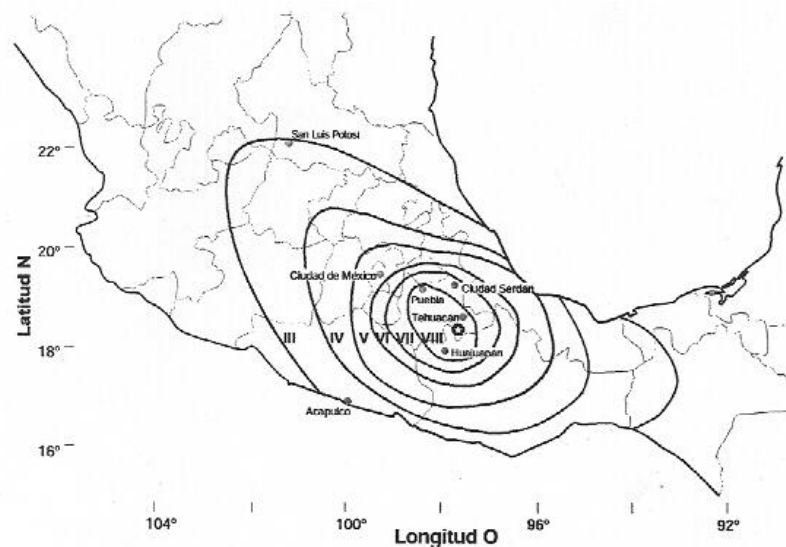 San Luis Potosí
22°
20°
Ciudad de México
Ciudad Serdan
Puebla
Tehuacan
Latitud N
18°
III IV V VI VII VIII
Huajuapan
Acapulco
16°
104° 100° 96° 92°
Longitud O